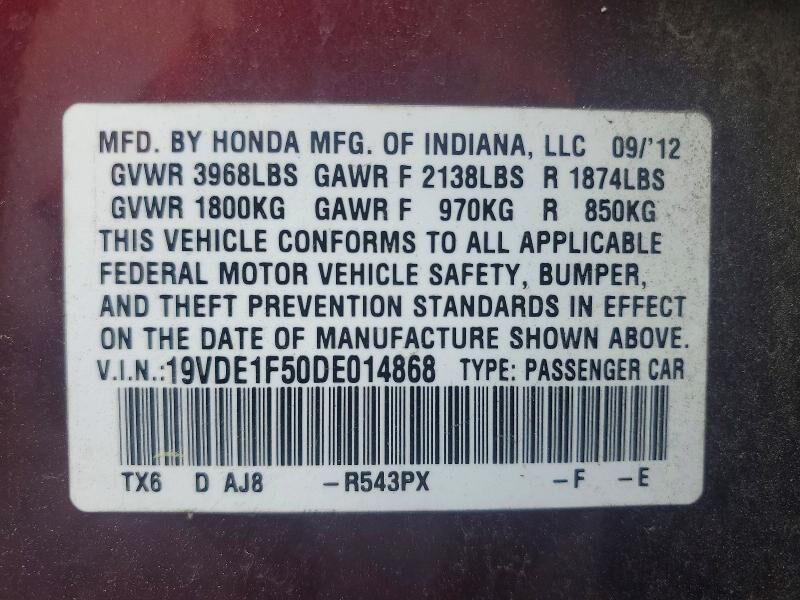 MFD. BY HONDA MFG. OF INDIANA, LLC 09/'12
GVWR 3968LBS GAWR F 2138LBS R 1874LBS
GVWR 1800KG GAWR F 970KG R 850KG
THIS VEHICLE CONFORMS TO ALL APPLICABLE
FEDERAL MOTOR VEHICLE SAFETY, BUMPER,
AND THEFT PREVENTION STANDARDS IN EFFECT
ON THE DATE OF MANUFACTURE SHOWN ABOVE.
V.I.N.:19VDE1F50DE014868 TYPE: PASSENGER CAR
TX6 D AJ8 -R543PX -F -E